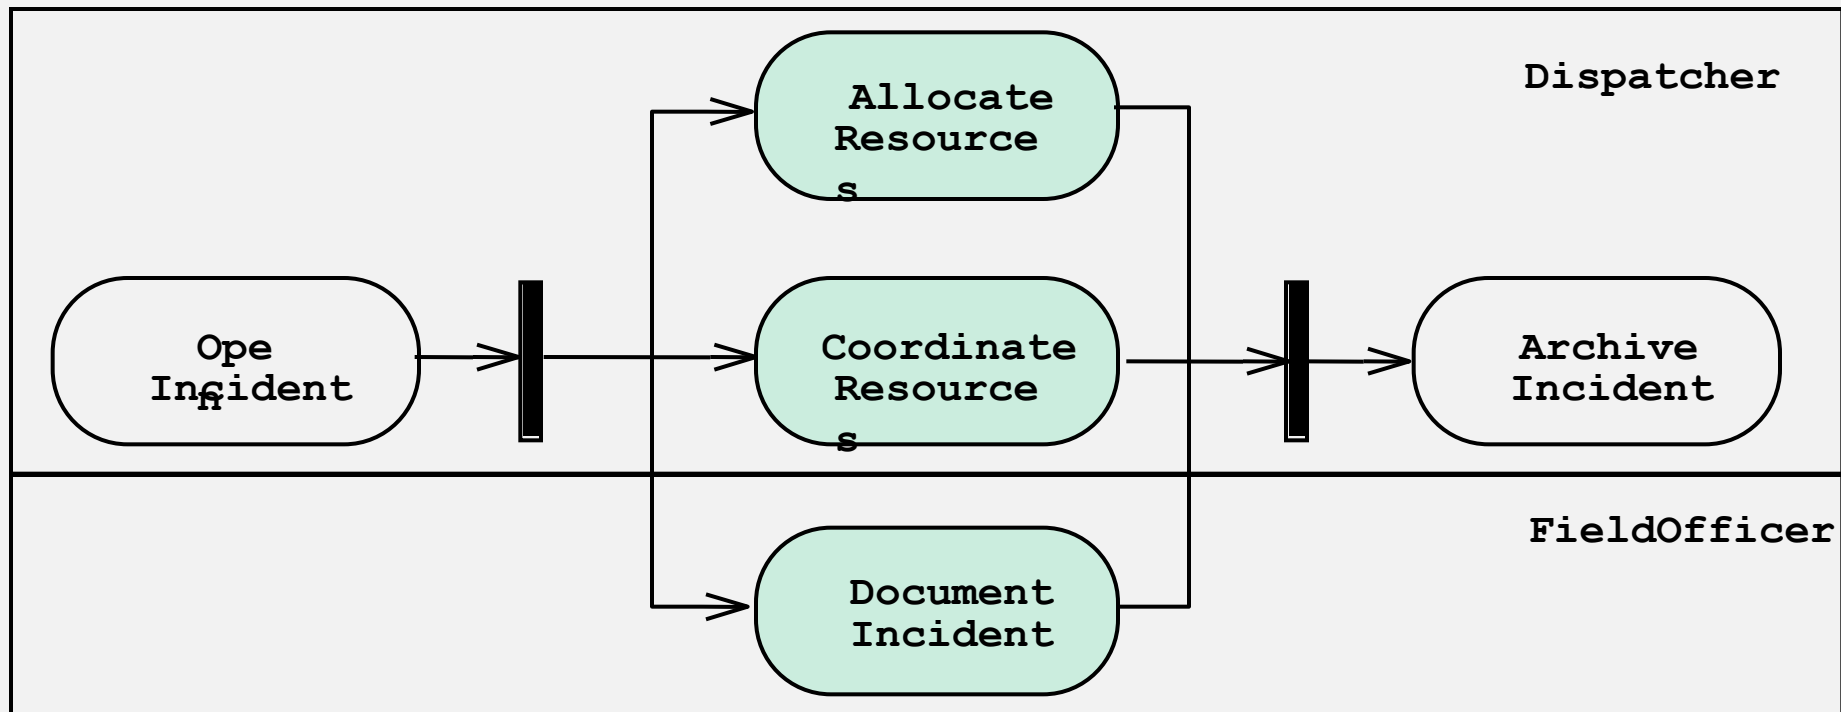 Dispatcher
Allocate
Resource
s
Ope
n
Incident
Coordinate
Resource
s
Archive
Incident
FieldOfficer
Document
Incident